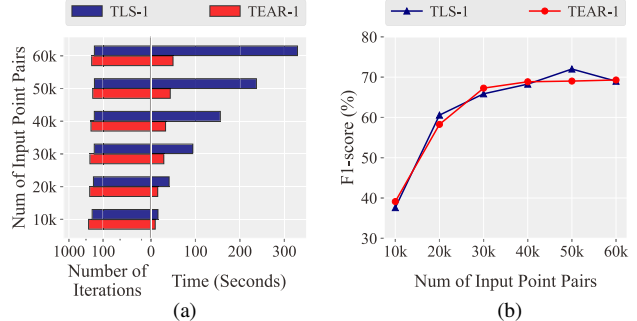 TLS-1 TEAR-1
Num of Input Point Pairs
60k
50k
40k
30k
20k
10k
1000 100 0 100 200 300
Number of Iterations
Time (Seconds)
(a)
TLS-1 TEAR-1
F1-score (%)
80
70
60
50
40
30
10k 20k 30k 40k 50k 60k
Num of Input Point Pairs
(b)